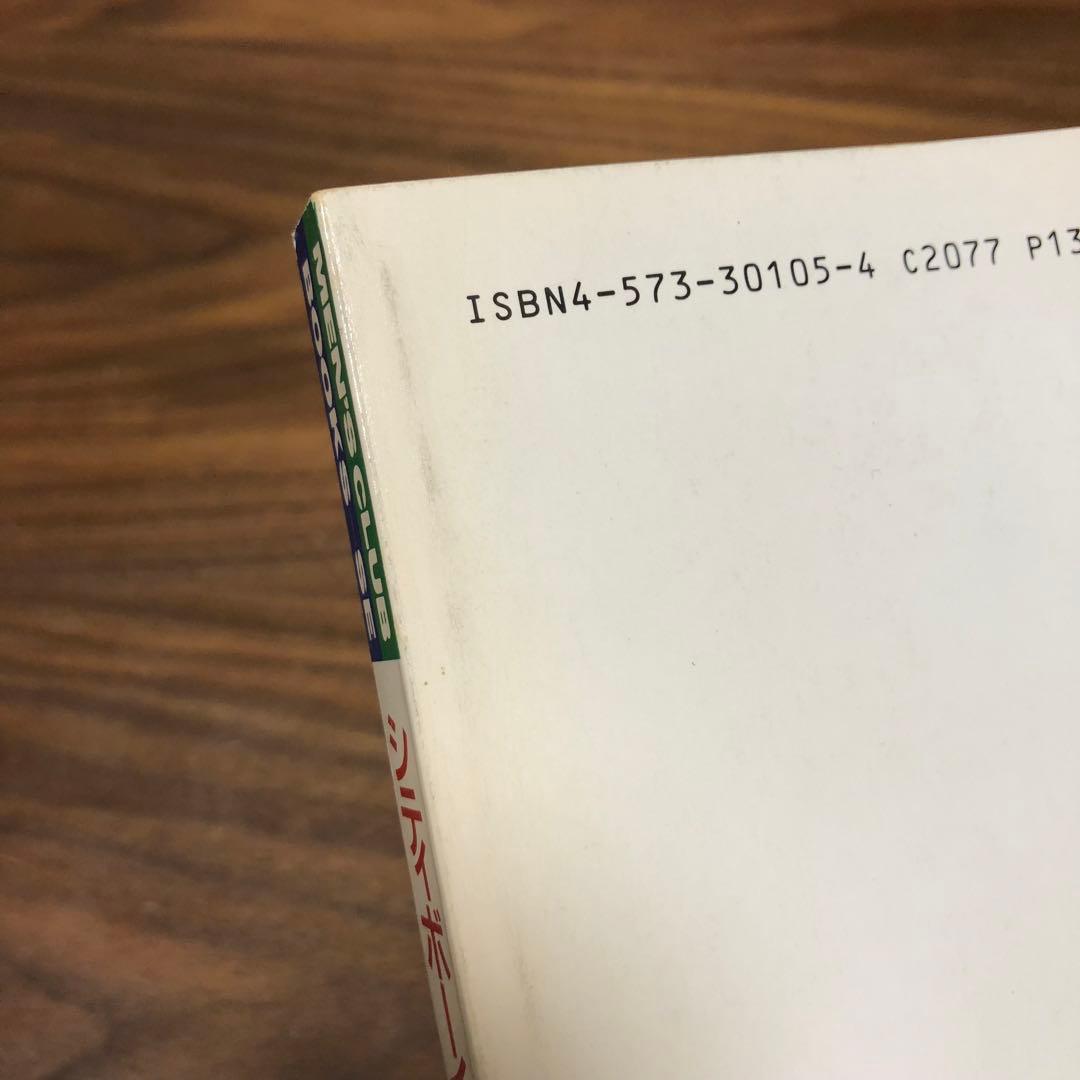 ISBN4-573-30105-4 C2077 P13
MEN'S CLUB
BOOKS SE
シティボー